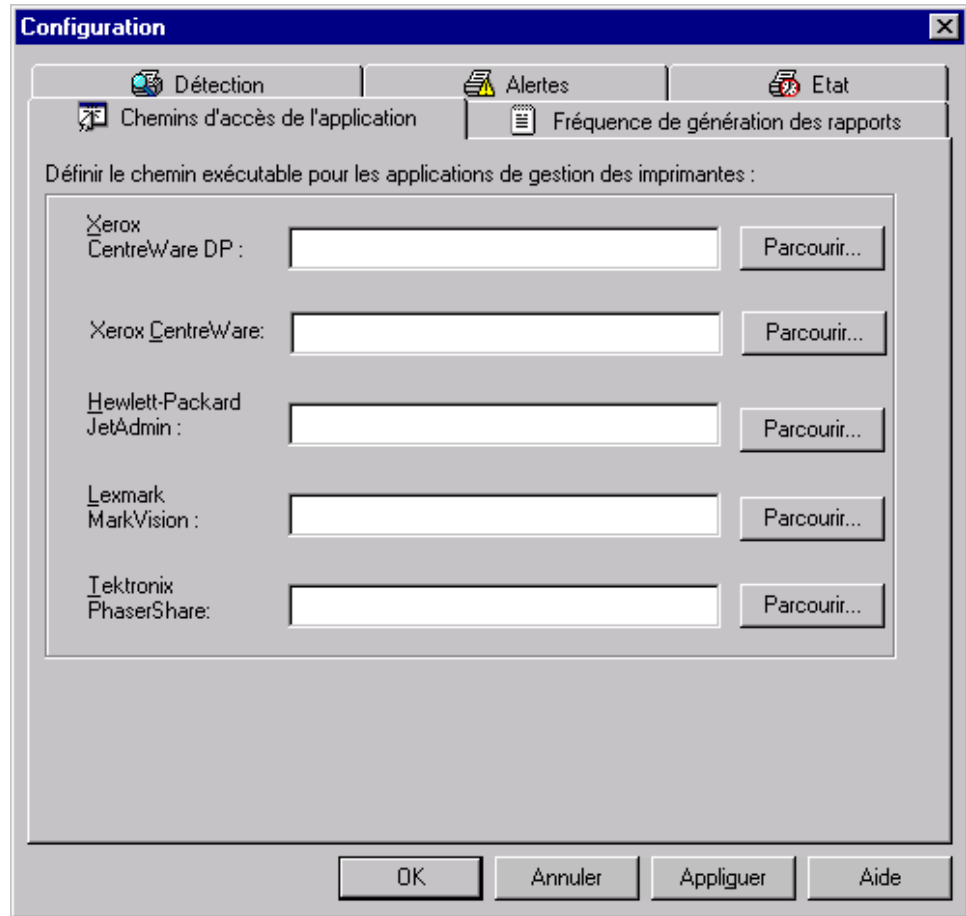 Configuration
Détection
Alertes
Etat
Chemins d'accès de l'application
Fréquence de génération des rapports
Définir le chemin exécutable pour les applications de gestion des imprimantes :
Xerox
CentreWare DP :
Parcourir...
Xerox CentreWare:
Parcourir...
Hewlett-Packard
JetAdmin :
Parcourir...
Lexmark
MarkVision :
Parcourir...
Tektronix
PhaserShare:
Parcourir...
OK
Annuler
Appliguer
Aide